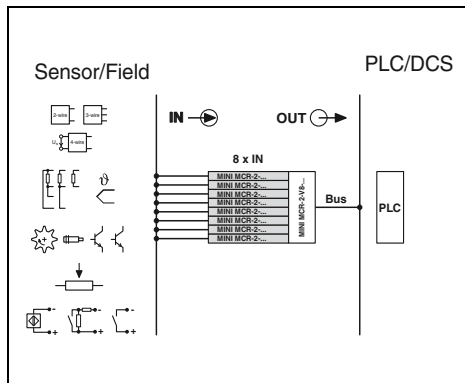 Sensor/Field
PLC/DCS
2-wire
3-wire
4-wire
IN
OUT
8 x IN
MINI MCR-2-...
MINI MCR-2-...
MINI MCR-2-...
MINI MCR-2-...
MINI MCR-2-...
MINI MCR-2-...
MINI MCR-2-...
MINI MCR-2-...
MINI MCR-2-V8-...
Bus
PLC
ϑ